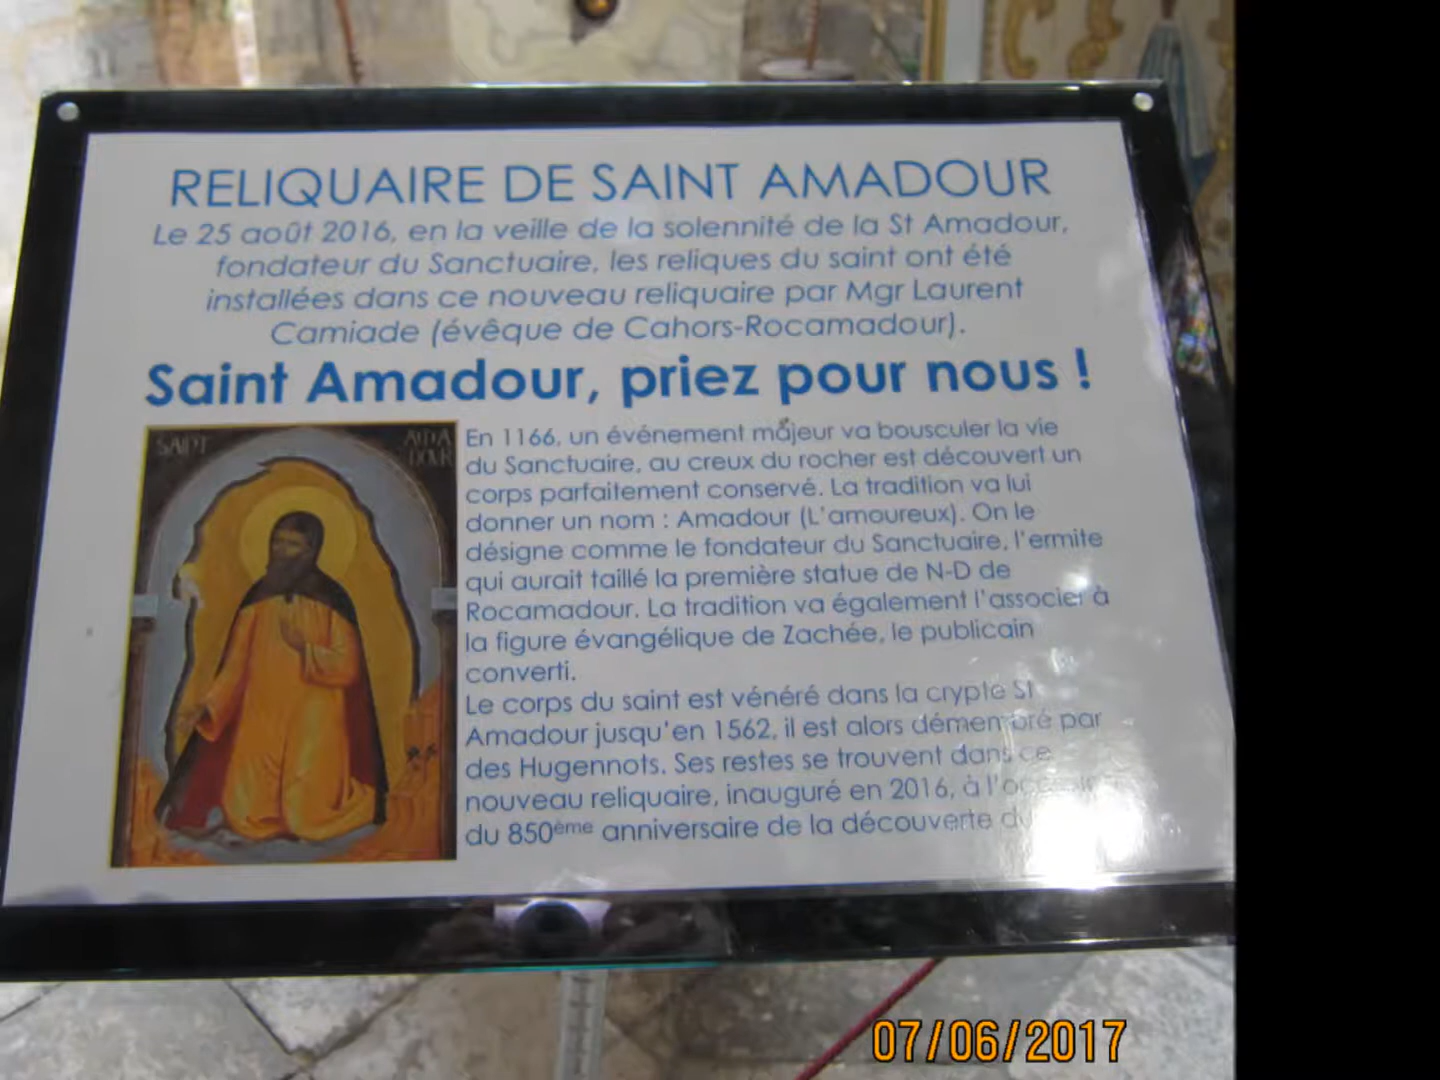 RELIQUAIRE DE SAINT AMADOUR
Le 25 août 2016, en la veille de la solennité de la St Amadour,
fondateur du Sanctuaire, les reliques du saint ont été
installées dans ce nouveau reliquaire par Mgr Laurent
Camiade (évêque de Cahors-Rocamadour).
Saint Amadour, priez pour nous !
SAINT AMADOUR
En 1166, un événement majeur va bousculer la vie
du Sanctuaire, au creux du rocher est découvert un
corps parfaitement conservé. La tradition va lui
donner un nom : Amadour (L'amoureux). On le
désigne comme le fondateur du Sanctuaire, l'ermite
qui aurait taillé la première statue de N-D de
Rocamadour. La tradition va également l'associer à
la figure évangélique de Zachée, le publicain
converti.
Le corps du saint est vénéré dans la crypte St
Amadour jusqu'en 1562, il est alors démembré par
des Hugennots. Ses restes se trouvent dans ce
nouveau reliquaire, inauguré en 2016, à
du 850ème anniversaire de la découverte
07/06/2017